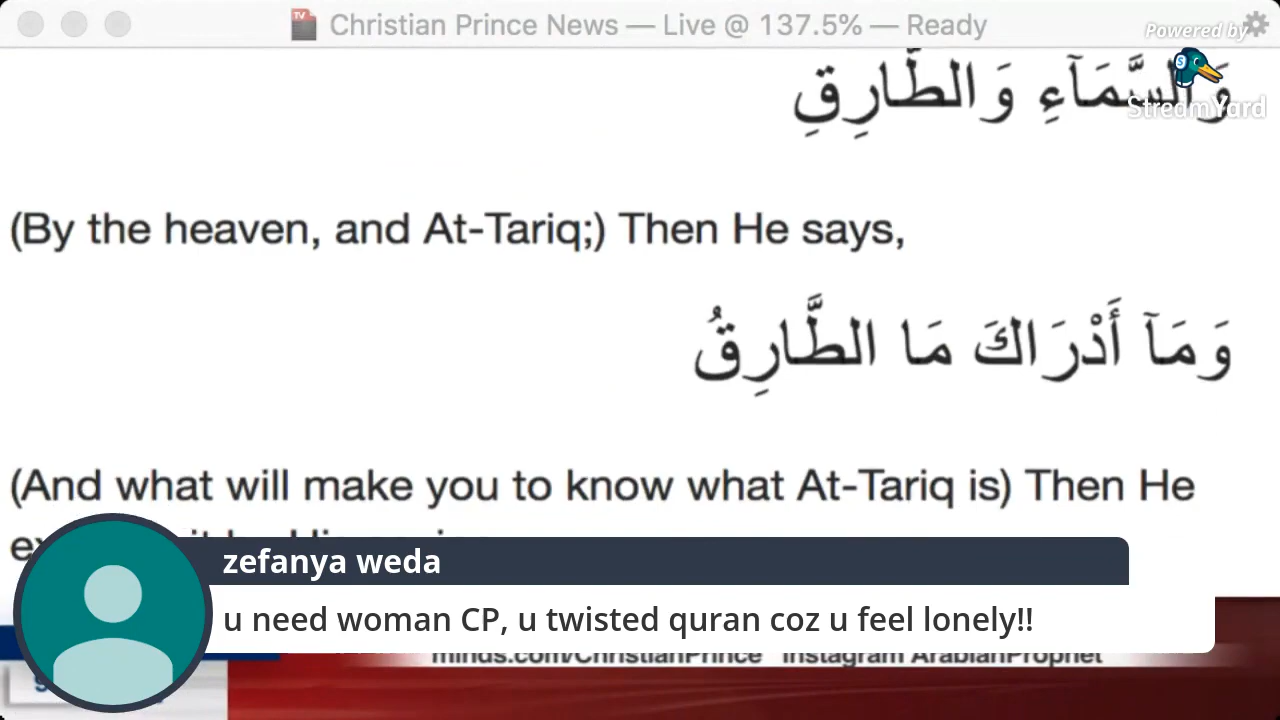 Christian Prince News — Live @ 137.5% — Ready
Powered by
StreamYard
وَالسَّمَآءِ وَالطَّارِقِ
(By the heaven, and At-Tariq;) Then He says,
وَمَآ أَدْرَاكَ مَا الطَّارِقُ
(And what will make you to know what At-Tariq is) Then He
zefanya weda
u need woman CP, u twisted quran coz u feel lonely!!
minds.com/ChristianPrince Instagram ArabianProphet